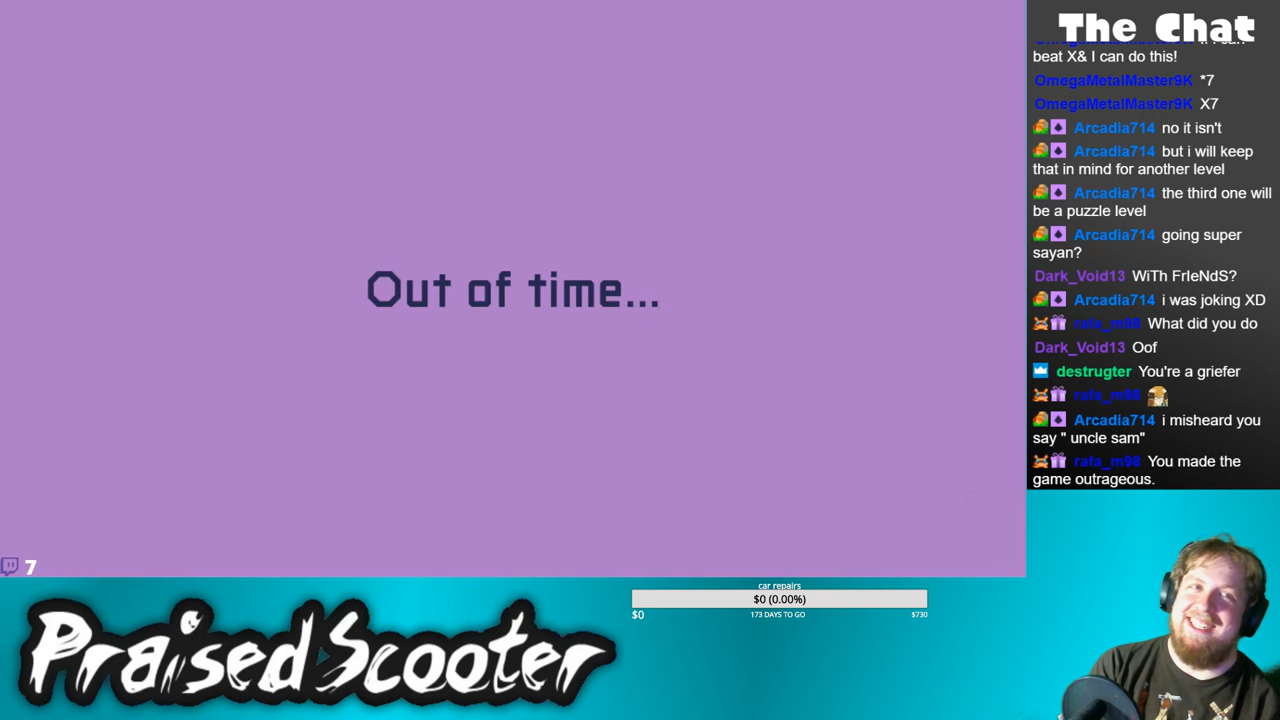 The Chat
beat X& I can do this!
OmegaMetalMaster9K *7
OmegaMetalMaster9K X7
Arcadia714 no it isn't
Arcadia714 but i will keep
that in mind for another level
Arcadia714 the third one will
be a puzzle level
Arcadia714 going super
sayan?
Dark_Void13 WiTh FrIeNdS?
Arcadia714 i was joking XD
rafa_m98 What did you do
Dark_Void13 Oof
destrugter You're a griefer
rafa_m98
Arcadia714 i misheard you
say " uncle sam"
rafa_m98 You made the
game outrageous.
Out of time...
7
PraisedScooter
car repairs
$0 (0.00%)
$0 173 DAYS TO GO $730